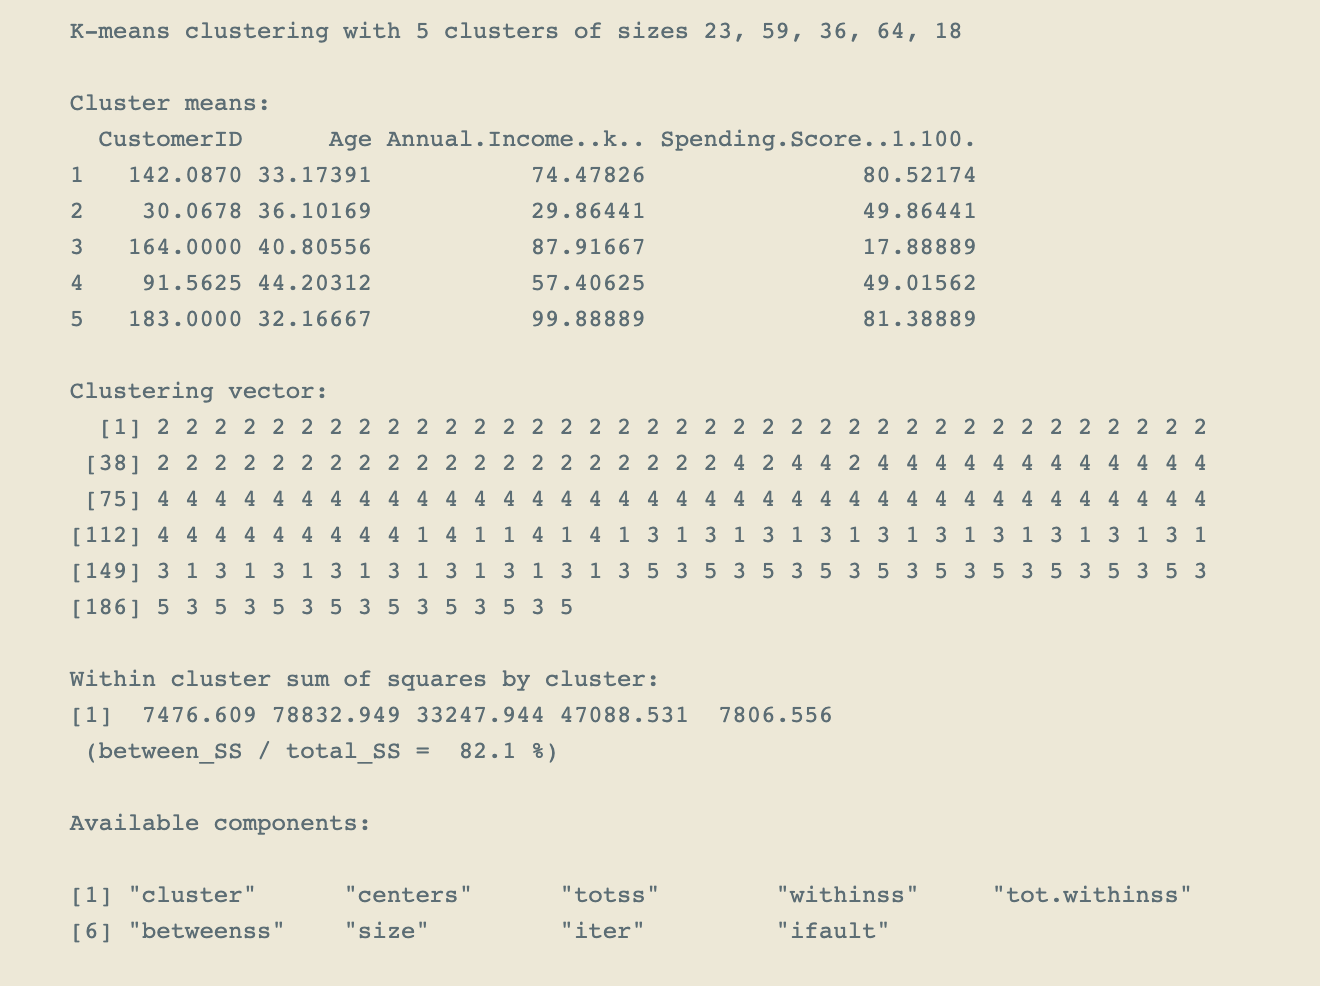 K-means clustering with 5 clusters of sizes 23, 59, 36, 64, 18
Cluster means:
CustomerID Age Annual.Income..k.. Spending.Score..1.100.
1 142.0870 33.17391 74.47826 80.52174
2 30.0678 36.10169 29.86441 49.86441
3 164.0000 40.80556 87.91667 17.88889
4 91.5625 44.20312 57.40625 49.01562
5 183.0000 32.16667 99.88889 81.38889
Clustering vector:
[1] 2 2 2 2 2 2 2 2 2 2 2 2 2 2 2 2 2 2 2 2 2 2 2 2 2 2 2 2 2 2 2 2 2 2 2 2 2
[38] 2 2 2 2 2 2 2 2 2 2 2 2 2 2 2 2 2 2 2 2 4 2 4 4 2 4 4 4 4 4 4 4 4 4 4 4 4
[75] 4 4 4 4 4 4 4 4 4 4 4 4 4 4 4 4 4 4 4 4 4 4 4 4 4 4 4 4 4 4 4 4 4 4 4 4 4
[112] 4 4 4 4 4 4 4 4 4 1 4 1 1 4 1 4 1 3 1 3 1 3 1 3 1 3 1 3 1 3 1 3 1 3 1 3 1
[149] 3 1 3 1 3 1 3 1 3 1 3 1 3 1 3 1 3 5 3 5 3 5 3 5 3 5 3 5 3 5 3 5 3 5 3 5 3
[186] 5 3 5 3 5 3 5 3 5 3 5 3 5 3 5
Within cluster sum of squares by cluster:
[1] 7476.609 78832.949 33247.944 47088.531 7806.556
(between_SS / total_SS = 82.1 %)
Available components:
[1] "cluster" "centers" "totss" "withinss" "tot.withinss"
[6] "betweenss" "size" "iter" "ifault"